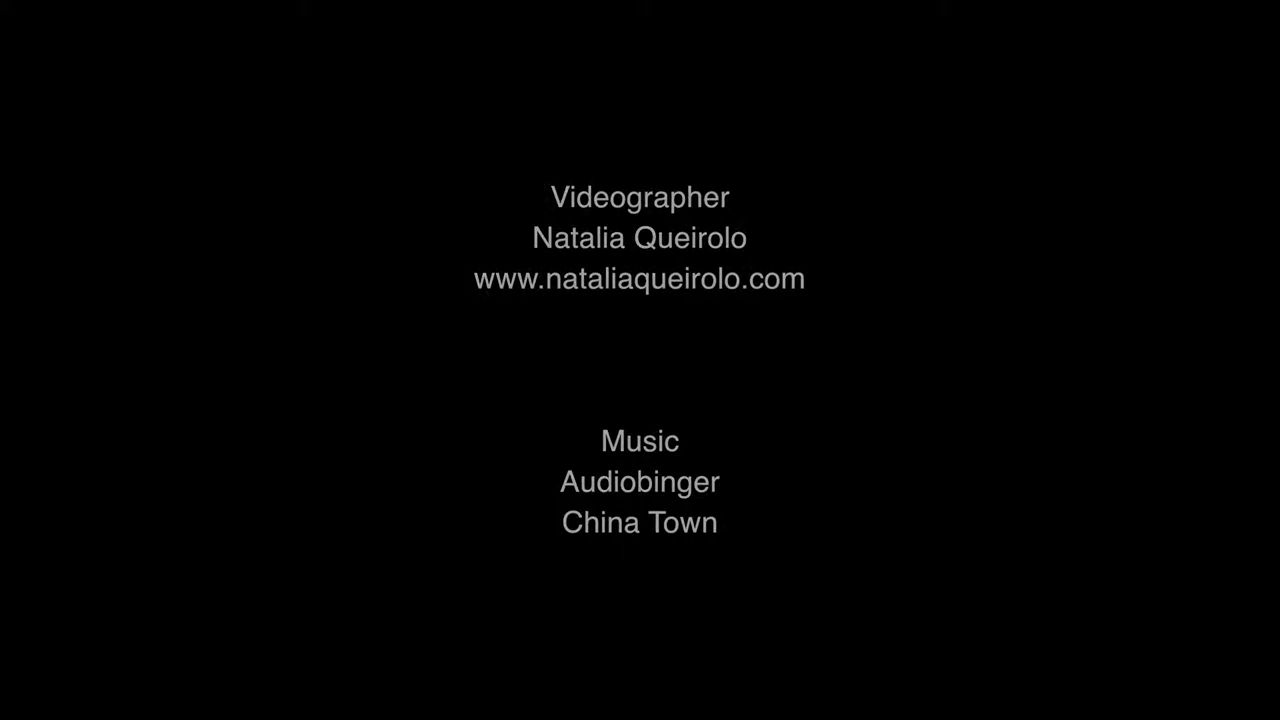 Videographer
Natalia Queirolo
www.nataliaqueirolo.com
Music
Audiobinger
China Town